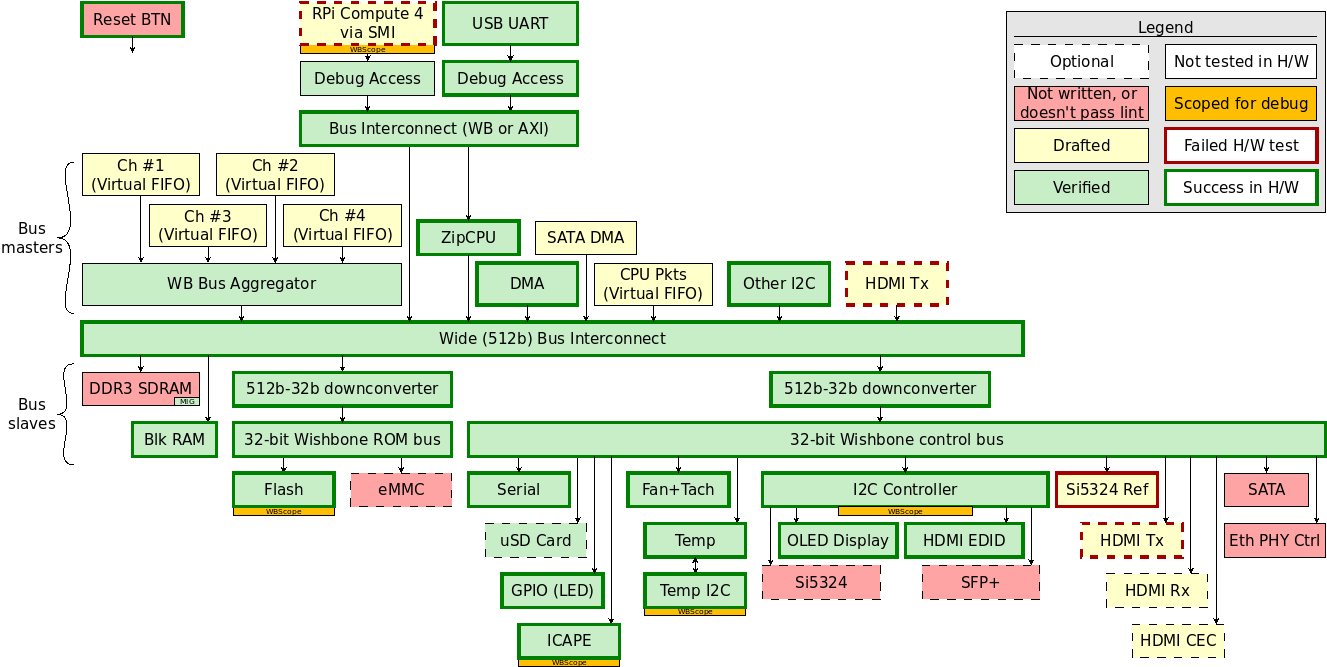 Reset BTN
RPi Compute 4
via SMI
WBScope
USB UART
Debug Access
Debug Access
Bus Interconnect (WB or AXI)
Legend
Optional
Not tested in H/W
Not written, or
doesn't pass lint
Scoped for debug
Drafted
Failed H/W test
Verified
Success in H/W
Bus
masters
Ch #1
(Virtual FIFO)
Ch #2
(Virtual FIFO)
Ch #3
(Virtual FIFO)
Ch #4
(Virtual FIFO)
ZipCPU
SATA DMA
WB Bus Aggregator
DMA
CPU Pkts
(Virtual FIFO)
Other I2C
HDMI Tx
Wide (512b) Bus Interconnect
Bus
slaves
DDR3 SDRAM
MIG
512b-32b downconverter
512b-32b downconverter
Blk RAM
32-bit Wishbone ROM bus
32-bit Wishbone control bus
Flash
WBScope
eMMC
Serial
Fan+Tach
I2C Controller
WBScope
Si5324 Ref
SATA
uSD Card
Temp
OLED Display
HDMI EDID
HDMI Tx
Eth PHY Ctrl
GPIO (LED)
Temp I2C
WBScope
Si5324
SFP+
HDMI Rx
ICAPE
WBScope
HDMI CEC